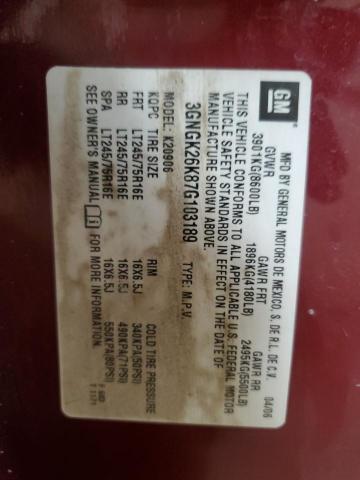 GM
MFD BY GENERAL MOTORS DE MEXICO, S. DE R.L. DE C.V.
04/06
GVWR GAWR FRT GAWR RR
3901KG(8600LB) 1896KG(4180LB) 2495KG(5500LB)
THIS VEHICLE CONFORMS TO ALL APPLICABLE U.S. FEDERAL MOTOR
VEHICLE SAFETY STANDARDS IN EFFECT ON THE DATE OF
MANUFACTURE SHOWN ABOVE.
3GNGK26K87G103189 TYPE: M.P.V.
MODEL: K20906
KOPC TIRE SIZE RIM COLD TIRE PRESSURE
FRT LT245/75R16E 16X6.5J 340KPA(50PSI)
RR LT245/75R16E 16X6.5J 490KPA(71PSI)
SPA LT245/75R16E 16X6.5J 550KPA(80PSI)
SEE OWNER'S MANUAL FOR MORE INFORMATION.